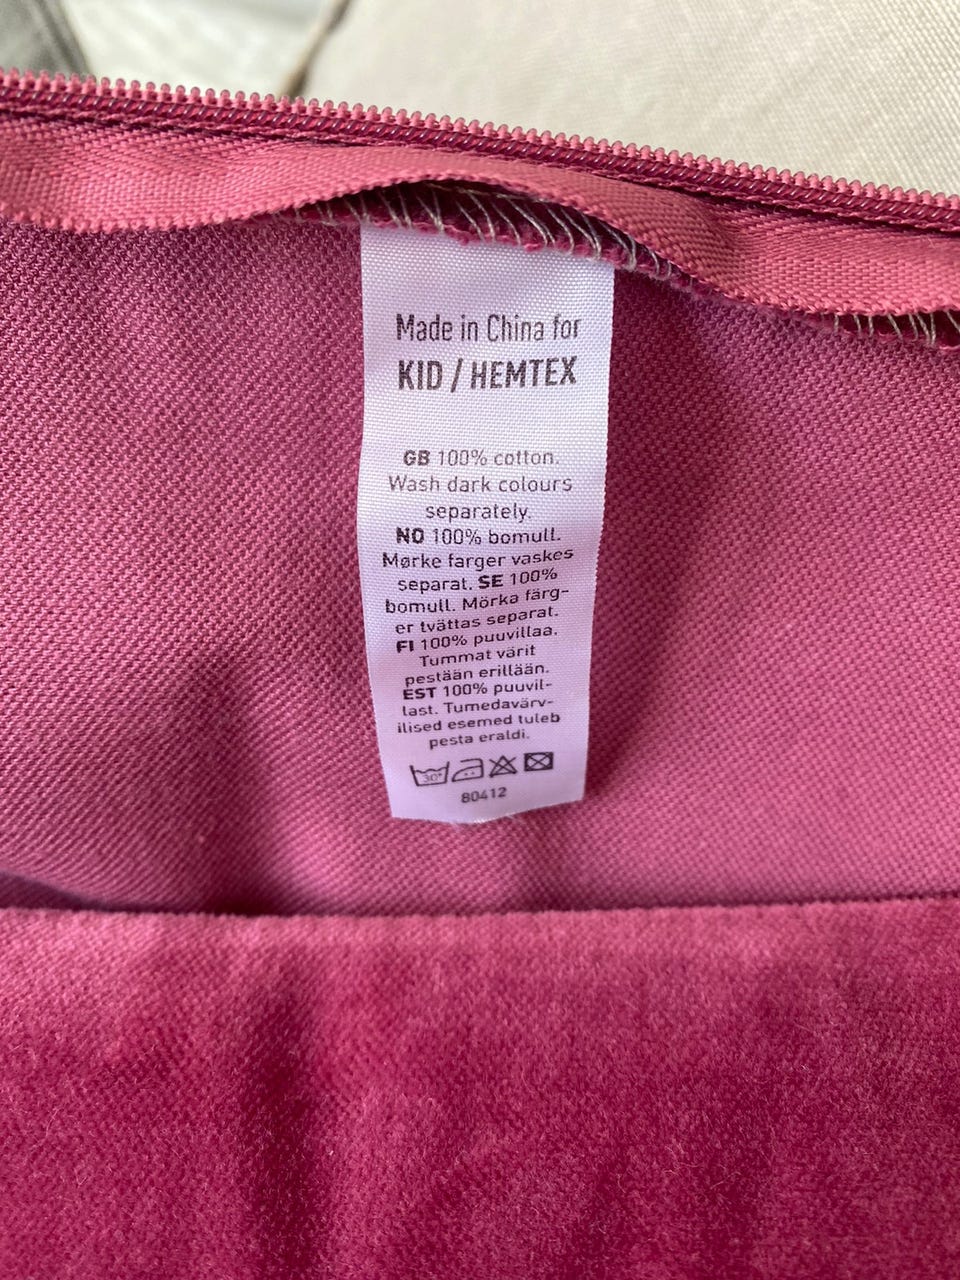 Made in China for
KID / HEMTEX
GB 100% cotton.
Wash dark colours
separately.
NO 100% bomull.
Mørke farger vaskes
separat. SE 100%
bomull. Mörka färg-
er tvättas separat.
FI 100% puuvillaa.
Tummat värit
pestään erillään.
EST 100% puuvil-
last. Tumedavärv-
ilised esemed tuleb
pesta eraldi.
30°
80412